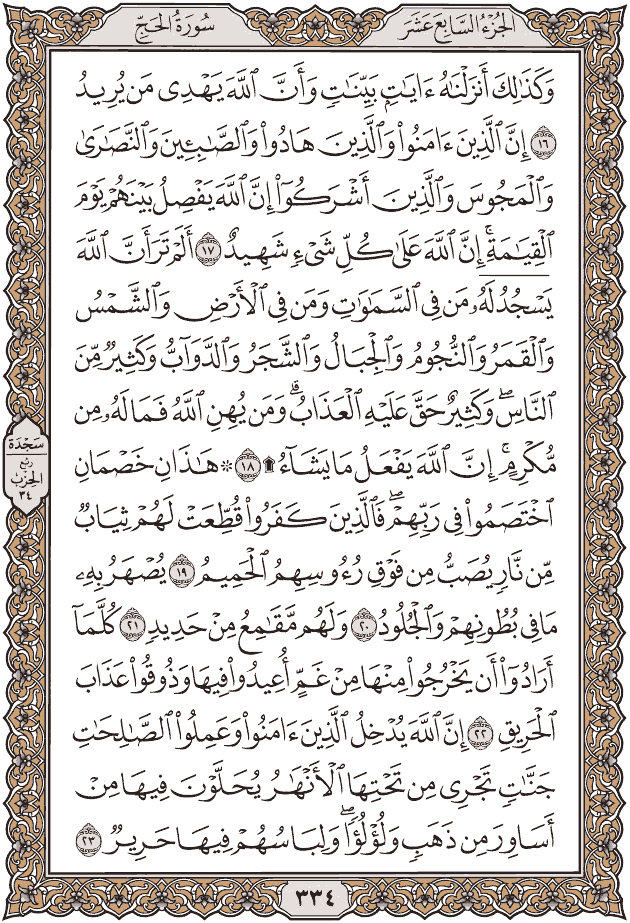 الجزء السابع عشر
سورة الحج
وَكَذَٰلِكَ أَنزَلْنَٰهُ ءَايَٰتٍۭ بَيِّنَٰتٍ وَأَنَّ ٱللَّهَ يَهْدِى مَن يُرِيدُ
١٦ إِنَّ ٱلَّذِينَ ءَامَنُوا۟ وَٱلَّذِينَ هَادُوا۟ وَٱلصَّٰبِـِٔينَ وَٱلنَّصَٰرَىٰ
وَٱلْمَجُوسَ وَٱلَّذِينَ أَشْرَكُوٓا۟ إِنَّ ٱللَّهَ يَفْصِلُ بَيْنَهُمْ يَوْمَ
ٱلْقِيَٰمَةِ ۚ إِنَّ ٱللَّهَ عَلَىٰ كُلِّ شَىْءٍ شَهِيدٌ ١٧ أَلَمْ تَرَ أَنَّ ٱللَّهَ
يَسْجُدُ لَهُۥ مَن فِى ٱلسَّمَٰوَٰتِ وَمَن فِى ٱلْأَرْضِ وَٱلشَّمْسُ
وَٱلْقَمَرُ وَٱلنُّجُومُ وَٱلْجِبَالُ وَٱلشَّجَرُ وَٱلدَّوَآبُّ وَكَثِيرٌ مِّنَ
ٱلنَّاسِ ۖ وَكَثِيرٌ حَقَّ عَلَيْهِ ٱلْعَذَابُ ۗ وَمَن يُهِنِ ٱللَّهُ فَمَا لَهُۥ مِن
مُّكْرِمٍ ۚ إِنَّ ٱللَّهَ يَفْعَلُ مَا يَشَآءُ ۩ ١٨ ۞ هَٰذَانِ خَصْمَانِ
ٱخْتَصَمُوا۟ فِى رَبِّهِمْ ۖ فَٱلَّذِينَ كَفَرُوا۟ قُطِّعَتْ لَهُمْ ثِيَابٌ
مِّن نَّارٍ يُصَبُّ مِن فَوْقِ رُءُوسِهِمُ ٱلْحَمِيمُ ١٩ يُصْهَرُ بِهِۦ
مَا فِى بُطُونِهِمْ وَٱلْجُلُودُ ٢٠ وَلَهُم مَّقَٰمِعُ مِنْ حَدِيدٍ ٢١ كُلَّمَآ
أَرَادُوٓا۟ أَن يَخْرُجُوا۟ مِنْهَا مِنْ غَمٍّ أُعِيدُوا۟ فِيهَا وَذُوقُوا۟ عَذَابَ
ٱلْحَرِيقِ ٢٢ إِنَّ ٱللَّهَ يُدْخِلُ ٱلَّذِينَ ءَامَنُوا۟ وَعَمِلُوا۟ ٱلصَّٰلِحَٰتِ
جَنَّٰتٍ تَجْرِى مِن تَحْتِهَا ٱلْأَنْهَٰرُ يُحَلَّوْنَ فِيهَا مِنْ
أَسَاوِرَ مِن ذَهَبٍ وَلُؤْلُؤًا ۖ وَلِبَاسُهُمْ فِيهَا حَرِيرٌ ٢٣
سجدة
ربع
الحزب
٣٤
٣٣٤